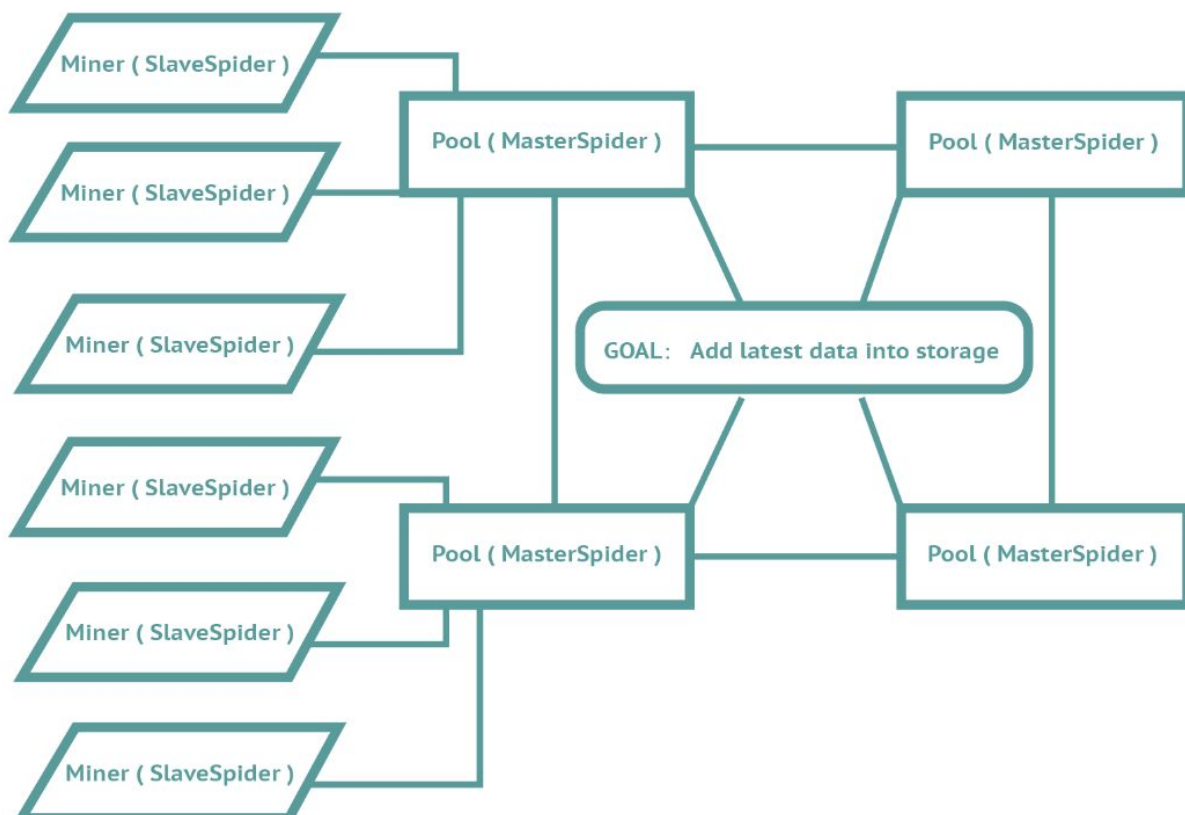 Miner ( SlaveSpider )
Miner ( SlaveSpider )
Miner ( SlaveSpider )
Miner ( SlaveSpider )
Miner ( SlaveSpider )
Miner ( SlaveSpider )
Pool ( MasterSpider )
Pool ( MasterSpider )
GOAL: Add latest data into storage
Pool ( MasterSpider )
Pool ( MasterSpider )